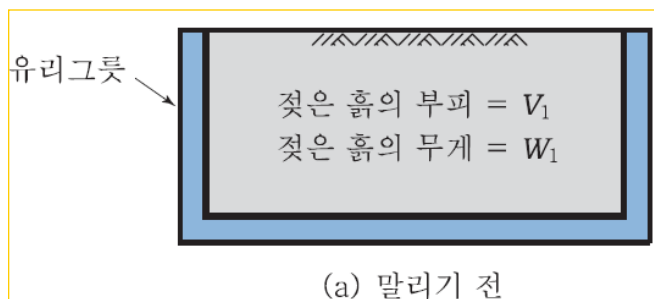 유리그릇
젖은 흙의 부피 = V₁
젖은 흙의 무게 = W₁
(a) 말리기 전